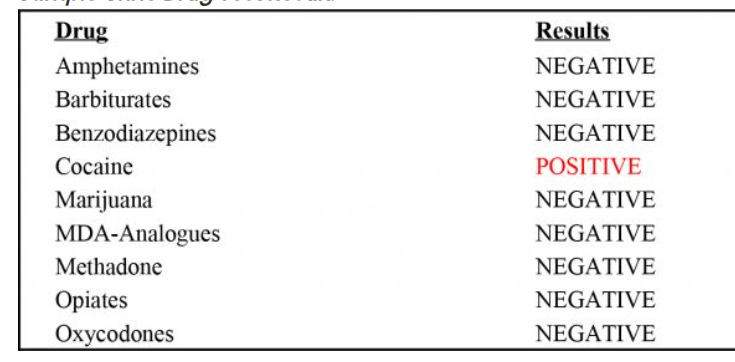 Drug Results
Amphetamines NEGATIVE
Barbiturates NEGATIVE
Benzodiazepines NEGATIVE
Cocaine POSITIVE
Marijuana NEGATIVE
MDA-Analogues NEGATIVE
Methadone NEGATIVE
Opiates NEGATIVE
Oxycodones NEGATIVE